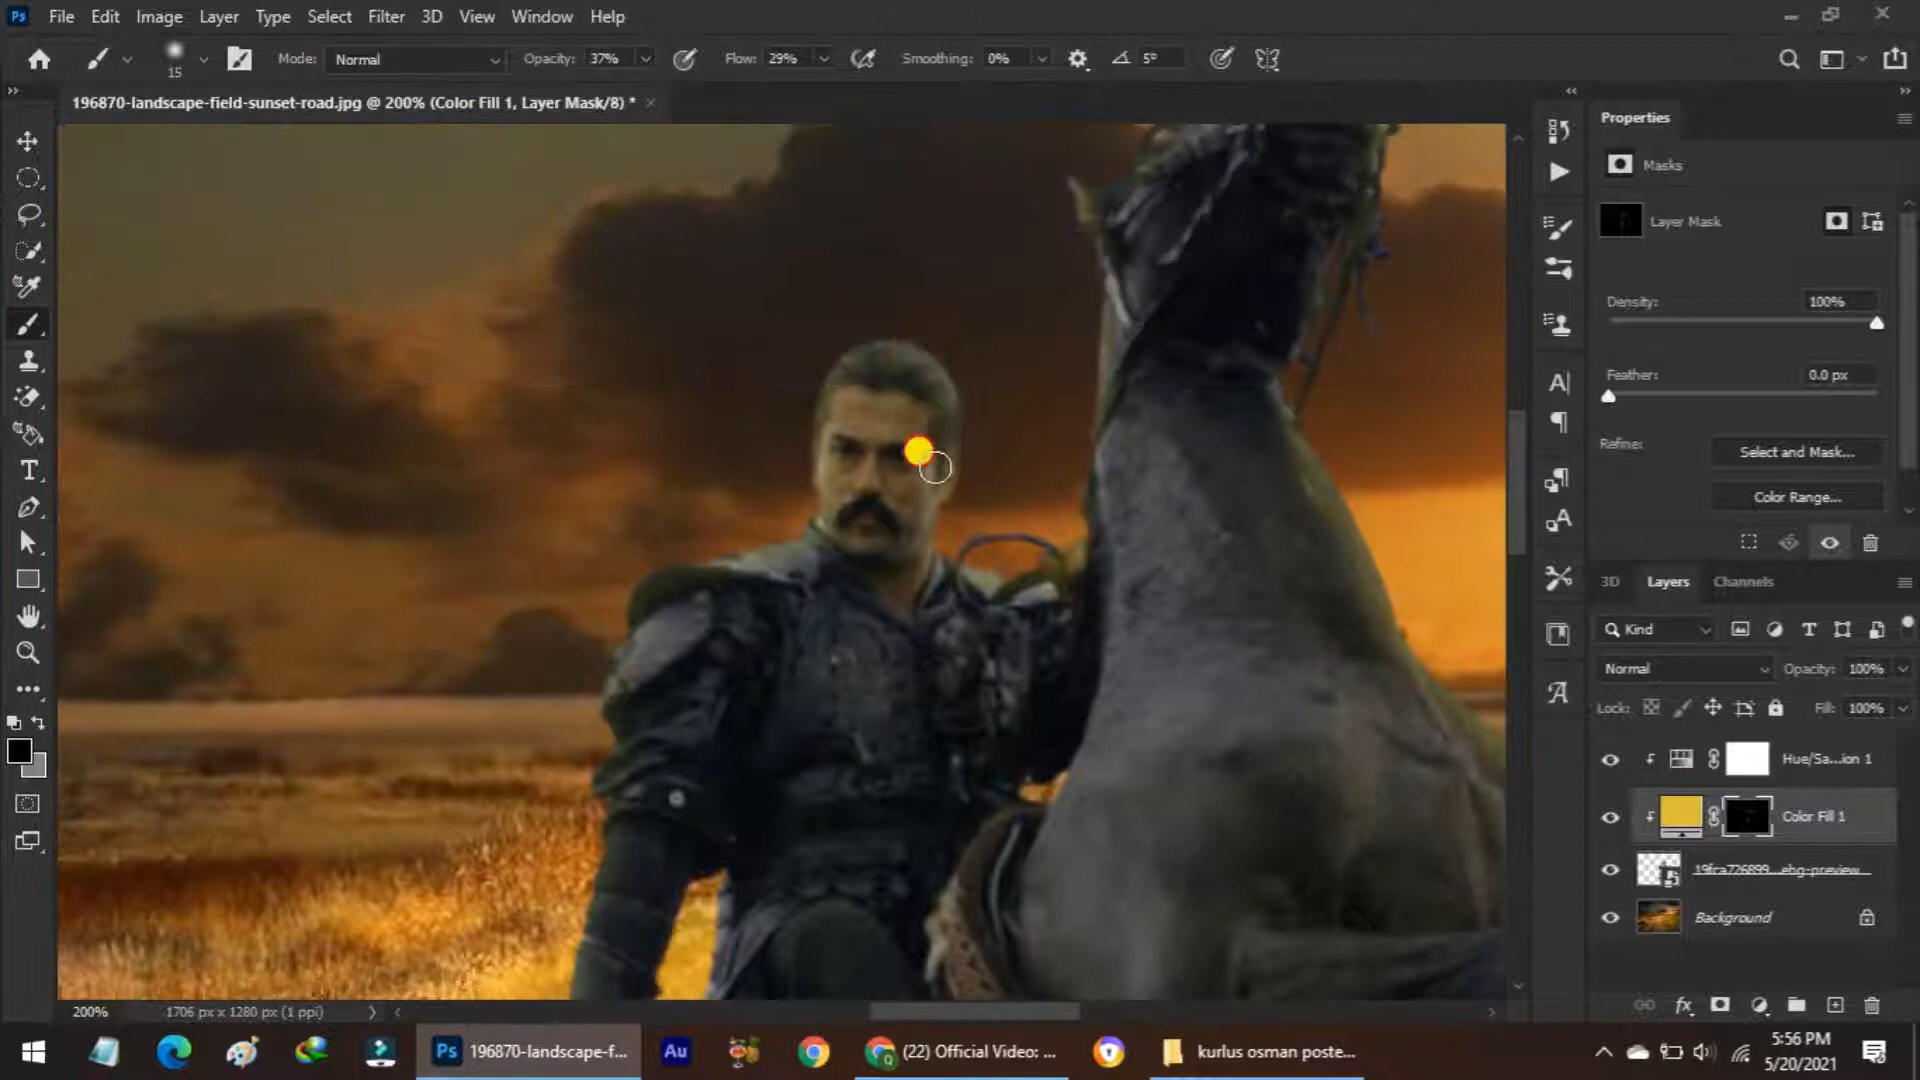 Ps File Edit Image Layer Type Select Filter 3D View Window Help
15 Mode: Normal Opacity: 37% Flow: 29% Smoothing: 0% 5°
196870-landscape-field-sunset-road.jpg @ 200% (Color Fill 1, Layer Mask/8) *
Properties
Masks
Layer Mask
Density: 100%
Feather: 0.0 px
Refine: Select and Mask...
Color Range...
3D Layers Channels
Kind
Normal Opacity: 100%
Lock: Fill: 100%
Hue/Sa...ion 1
Color Fill 1
19fca726899...ebg-preview
Background
200% 1706 px x 1280 px (1 ppi)
Ps 196870-landscape-f... Au (22) Official Video: ... kurlus osman poste... 5:56 PM
5/20/2021